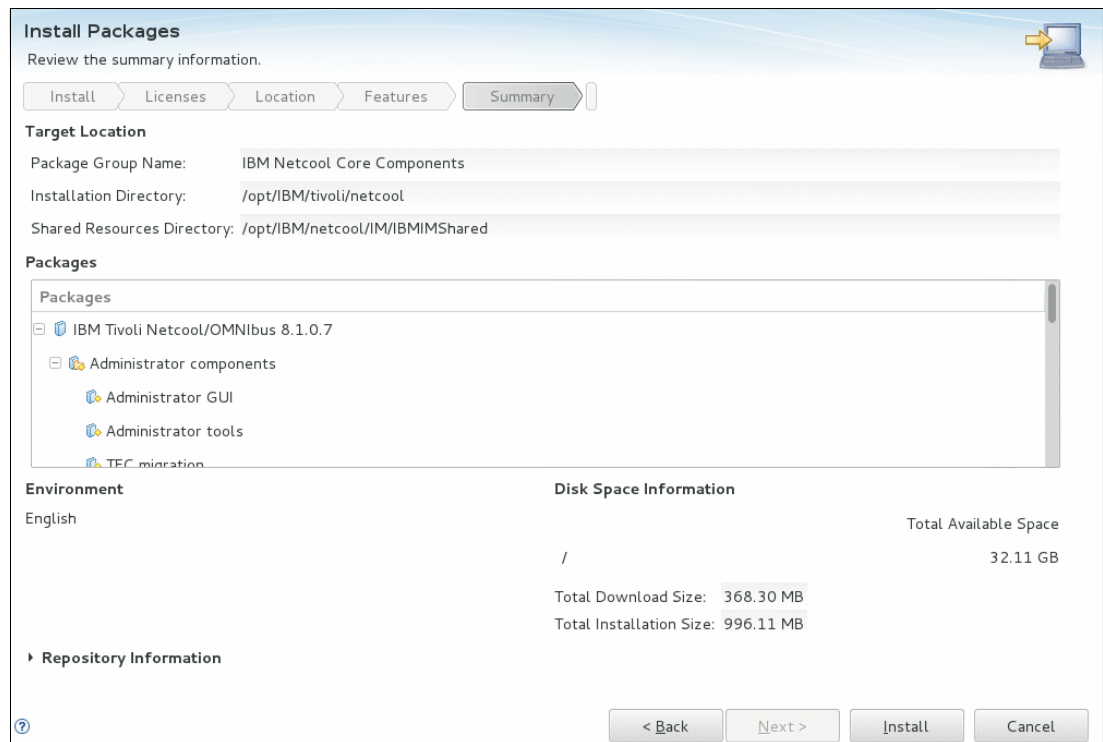 Install Packages
Review the summary information.
Install Licenses Location Features Summary
Target Location
Package Group Name: IBM Netcool Core Components
Installation Directory: /opt/IBM/tivoli/netcool
Shared Resources Directory: /opt/IBM/netcool/IM/IBMIMShared
Packages
Packages
IBM Tivoli Netcool/OMNIbus 8.1.0.7
Administrator components
Administrator GUI
Administrator tools
TEC migration
Environment
English
Disk Space Information
Total Available Space
/ 32.11 GB
Total Download Size: 368.30 MB
Total Installation Size: 996.11 MB
Repository Information
? < Back Next > Install Cancel